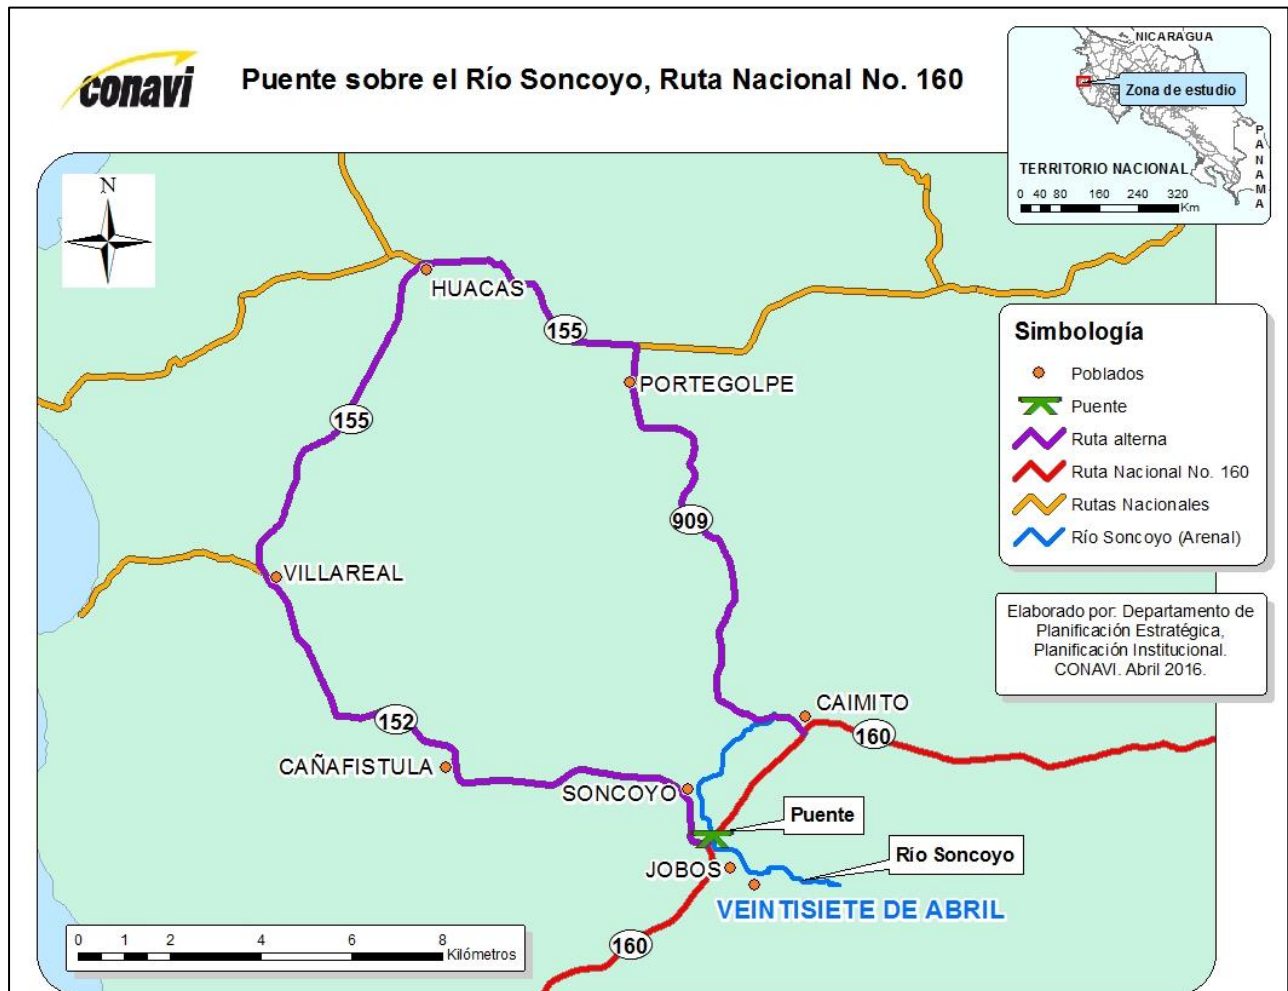 conavi
Puente sobre el Río Soncoyo, Ruta Nacional No. 160
NICARAGUA
Zona de estudio
PANAMA
TERRITORIO NACIONAL
0 40 80 160 240 320
Km
N
HUACAS
155
PORTEGOLPE
155
909
VILLAREAL
152
CAÑAFISTULA
CAIMITO
160
SONCOYO
Puente
JOBOS
Río Soncoyo
VEINTISIETE DE ABRIL
160
0 1 2 4 6 8
Kilómetros
Simbología
Poblados
Puente
Ruta alterna
Ruta Nacional No. 160
Rutas Nacionales
Río Soncoyo (Arenal)
Elaborado por: Departamento de
Planificación Estratégica,
Planificación Institucional.
CONAVI. Abril 2016.